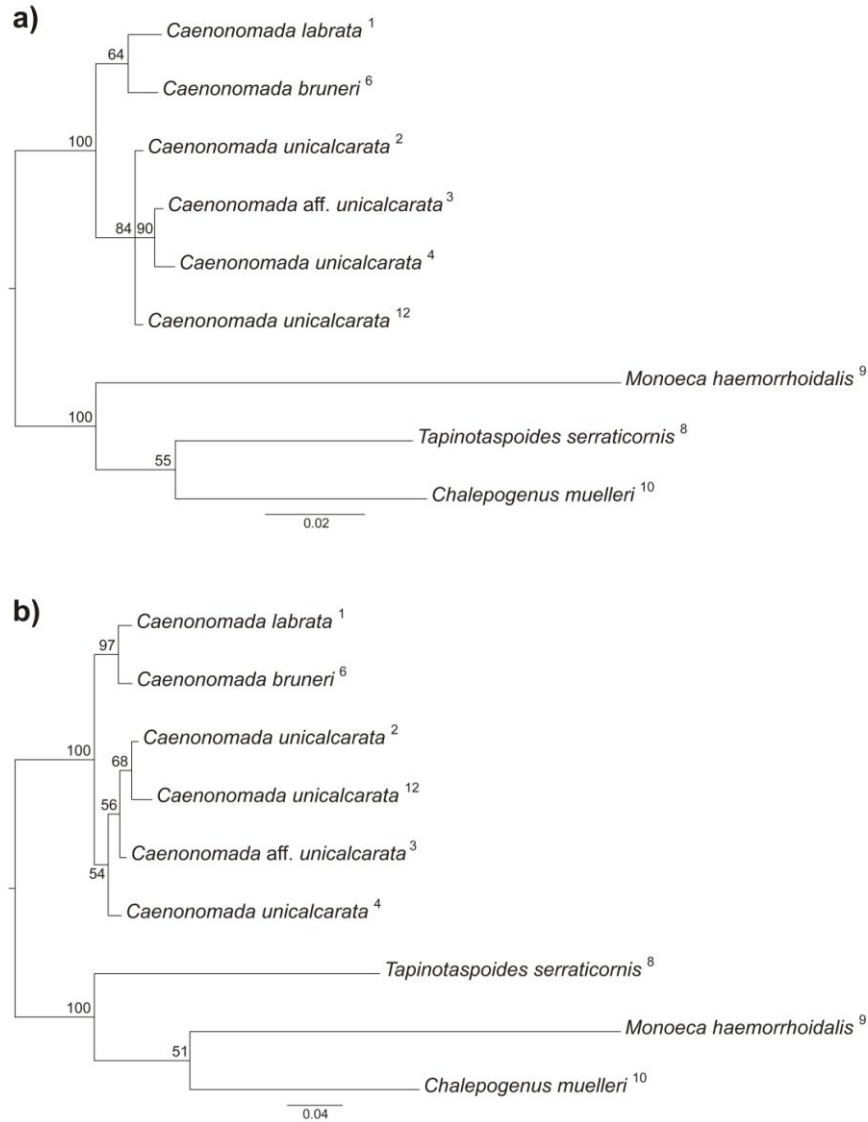 a)
Caenonomada labrata 1
64
Caenonomada bruneri 6
100
Caenonomada unicalcarata 2
Caenonomada aff. unicalcarata 3
84 90
Caenonomada unicalcarata 4
Caenonomada unicalcarata 12
Monoeca haemorrhoidalis 9
100
Tapinotaspoides serraticornis 8
55
Chalepogenus muelleri 10
0.02
b)
Caenonomada labrata 1
97
Caenonomada bruneri 6
Caenonomada unicalcarata 2
100
68
Caenonomada unicalcarata 12
56
Caenonomada aff. unicalcarata 3
54
Caenonomada unicalcarata 4
Tapinotaspoides serraticornis 8
100
Monoeca haemorrhoidalis 9
51
Chalepogenus muelleri 10
0.04